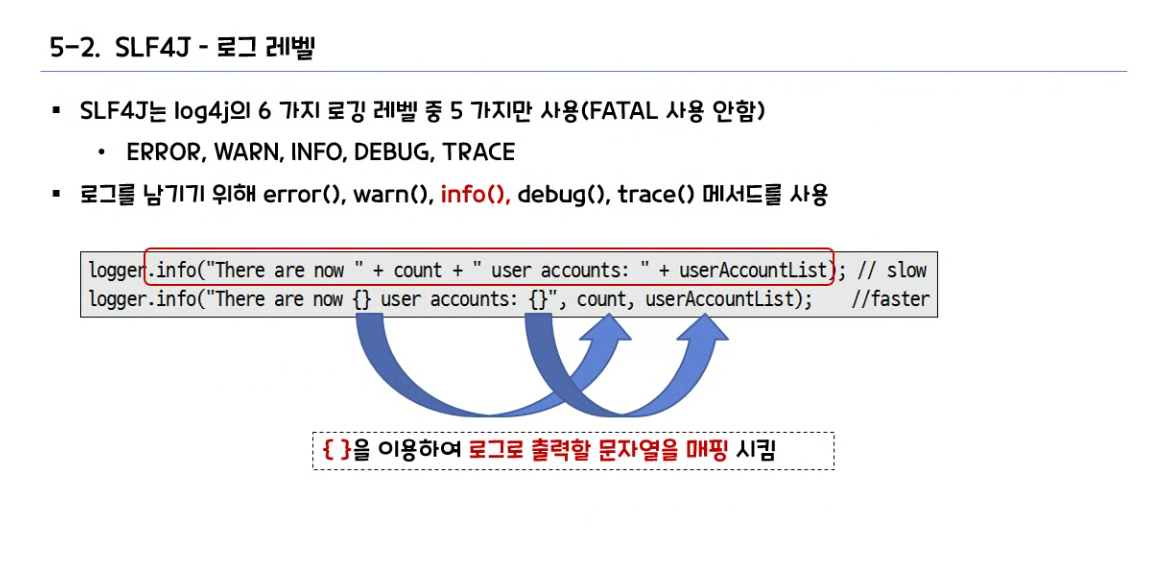 5-2. SLF4J - 로그 레벨
▪ SLF4J는 log4j의 6 가지 로깅 레벨 중 5 가지만 사용(FATAL 사용 안함)
• ERROR, WARN, INFO, DEBUG, TRACE
▪ 로그를 남기기 위해 error(), warn(), info(), debug(), trace() 메서드를 사용
logger.info("There are now " + count + " user accounts: " + userAccountList); // slow
logger.info("There are now {} user accounts: {}", count, userAccountList); //faster
{ }을 이용하여 로그로 출력할 문자열을 매핑 시킴